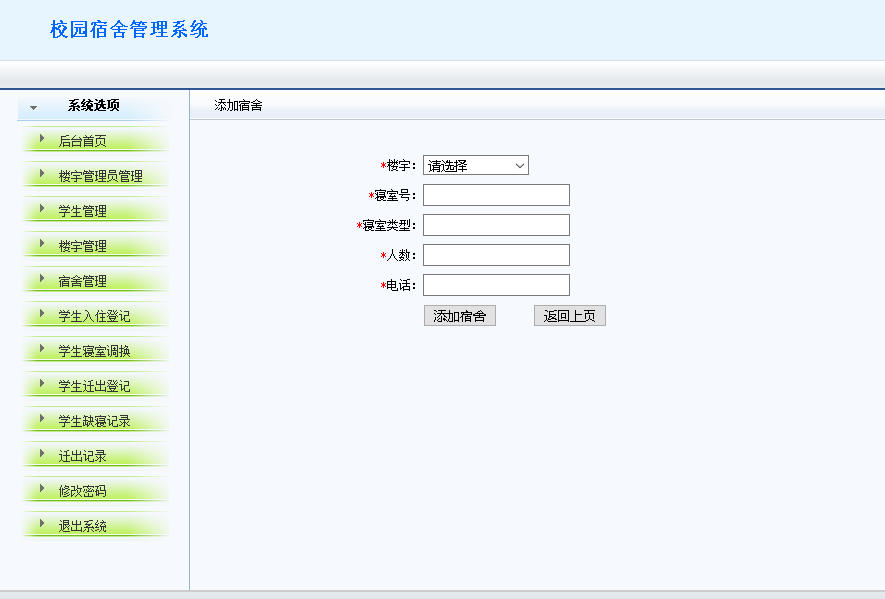 校园宿舍管理系统
系统选项
添加宿舍
后台首页
楼宇管理员管理
学生管理
楼宇管理
宿舍管理
学生入住登记
学生寝室调换
学生迁出登记
学生缺寝记录
迁出记录
修改密码
退出系统
*楼宇： 请选择
*寝室号：
*寝室类型：
*人数：
*电话：
添加宿舍 返回上页